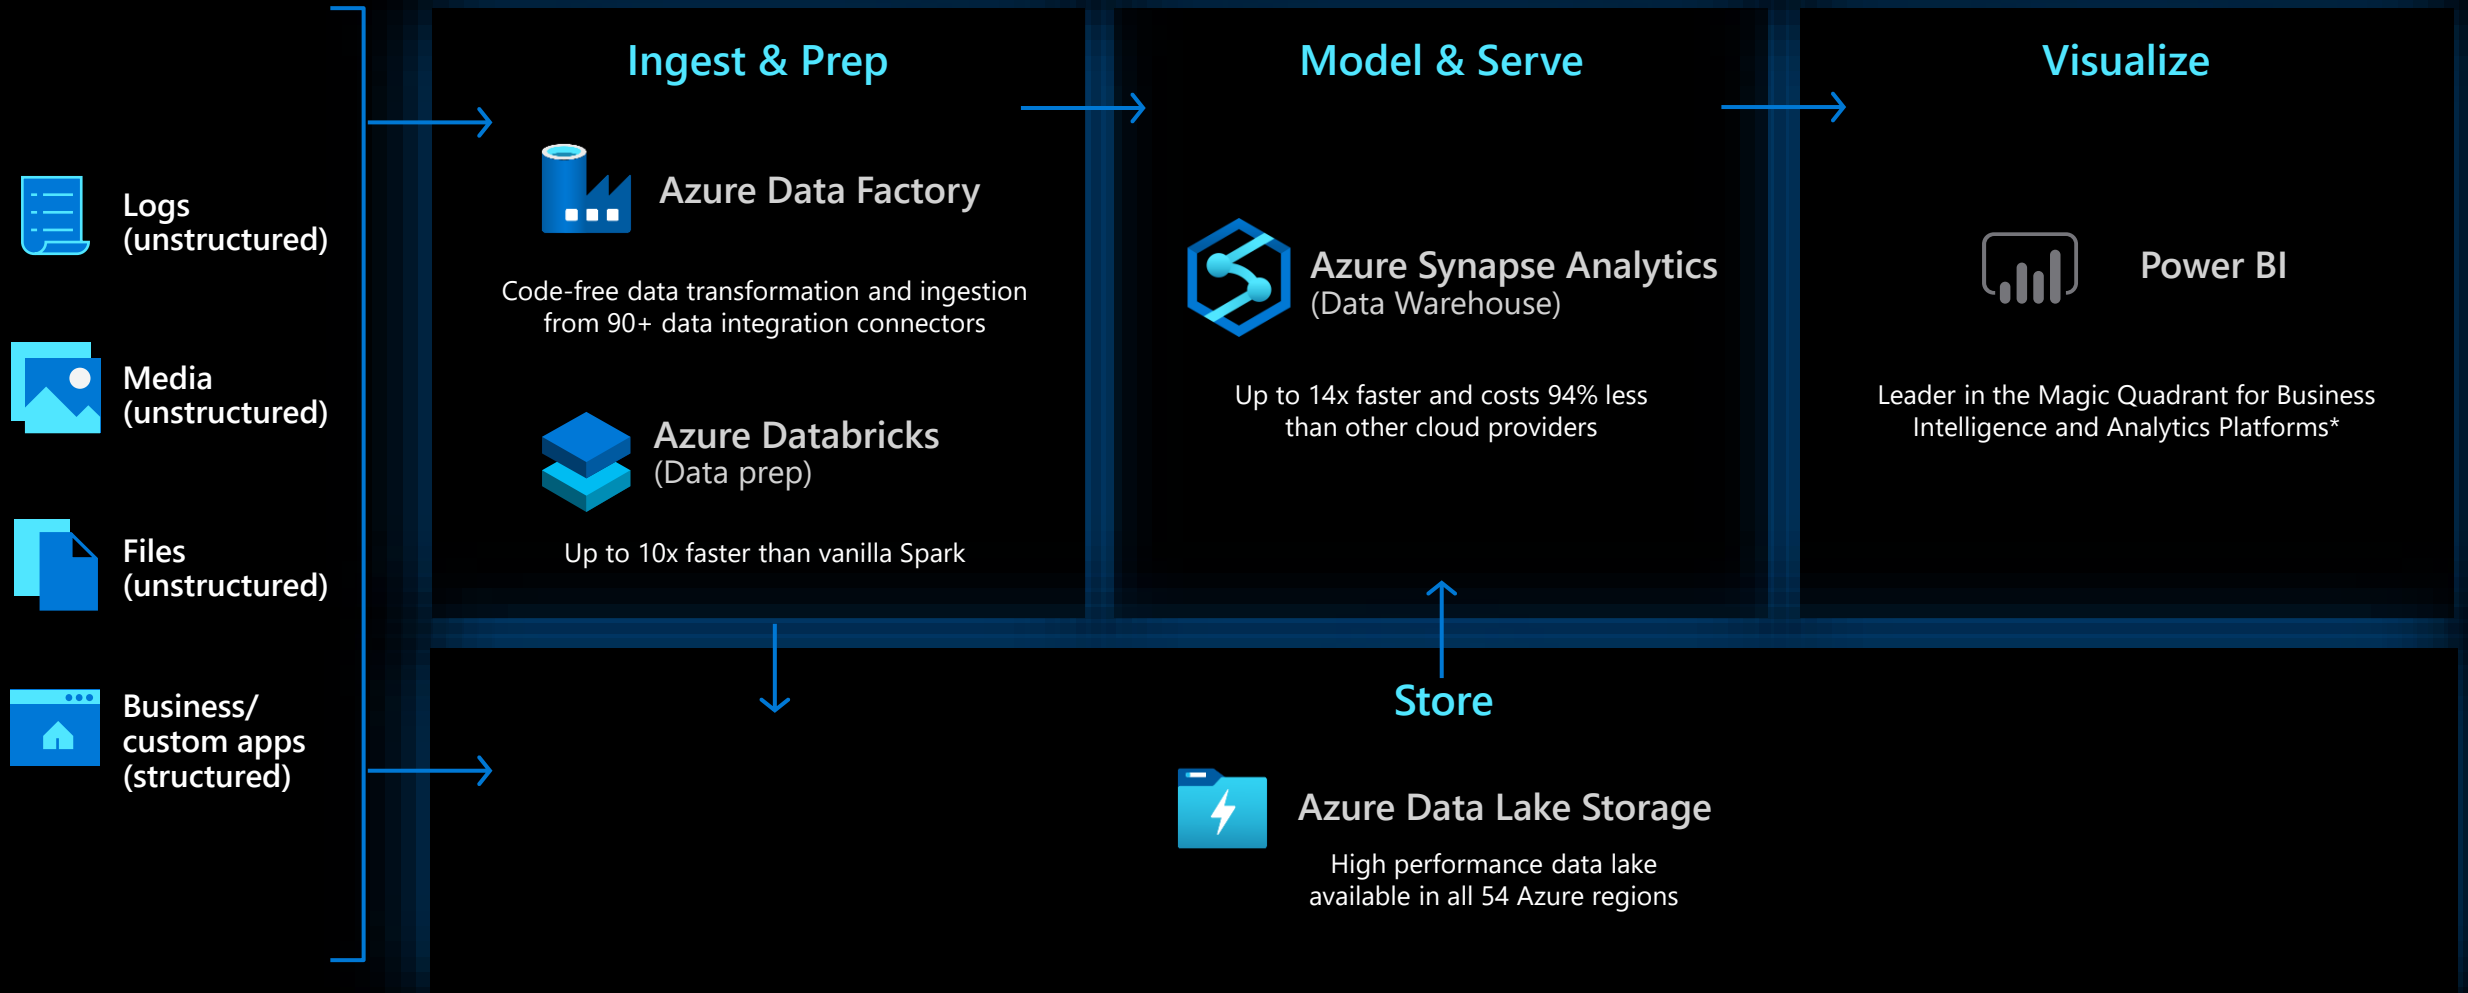 Logs
(unstructured)
Media
(unstructured)
Files
(unstructured)
Business/
custom apps
(structured)
Ingest & Prep
Azure Data Factory
Code-free data transformation and ingestion
from 90+ data integration connectors
Azure Databricks
(Data prep)
Up to 10x faster than vanilla Spark
Model & Serve
Azure Synapse Analytics
(Data Warehouse)
Up to 14x faster and costs 94% less
than other cloud providers
Visualize
Power BI
Leader in the Magic Quadrant for Business
Intelligence and Analytics Platforms*
Store
Azure Data Lake Storage
High performance data lake
available in all 54 Azure regions